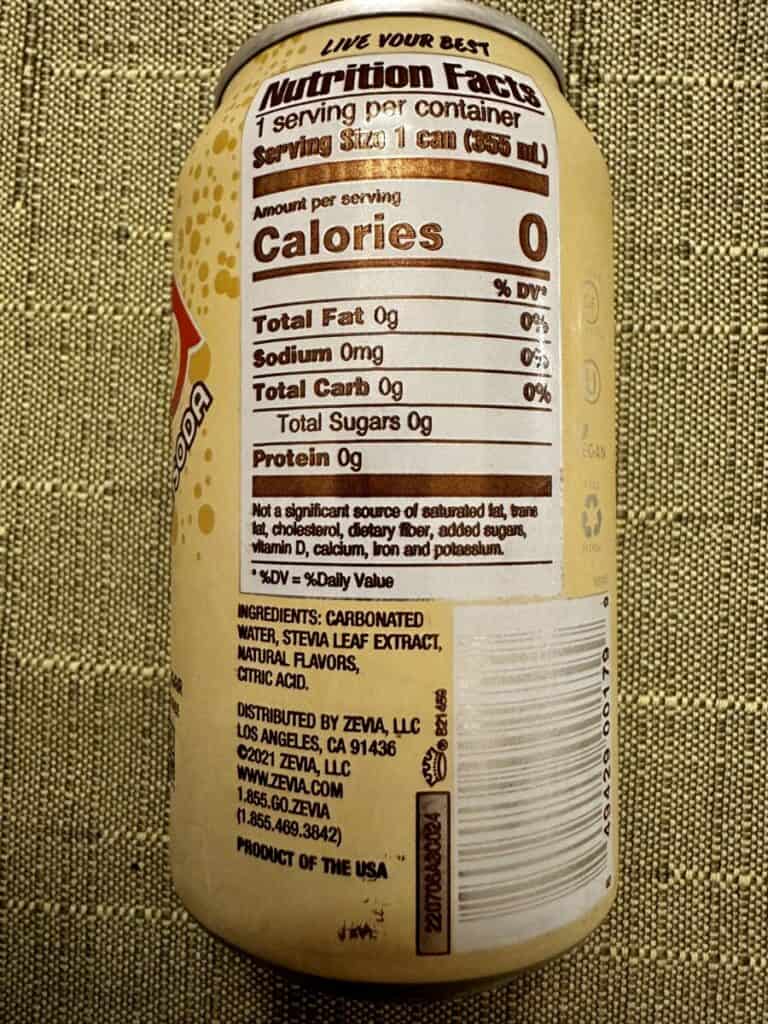 LIVE YOUR BEST
Nutrition Facts
1 serving per container
Serving Size 1 can (355 mL)
Amount per serving
Calories 0
% DV*
Total Fat 0g 0%
Sodium 0mg 0%
Total Carb 0g 0%
Total Sugars 0g
Protein 0g
Not a significant source of saturated fat, trans
fat, cholesterol, dietary fiber, added sugars,
vitamin D, calcium, iron and potassium.
* %DV = %Daily Value
SODA
INGREDIENTS: CARBONATED
WATER, STEVIA LEAF EXTRACT,
NATURAL FLAVORS,
CITRIC ACID.
DISTRIBUTED BY ZEVIA, LLC
LOS ANGELES, CA 91436
©2021 ZEVIA, LLC
WWW.ZEVIA.COM
1.855.GO.ZEVIA
(1.855.469.3842)
PRODUCT OF THE USA